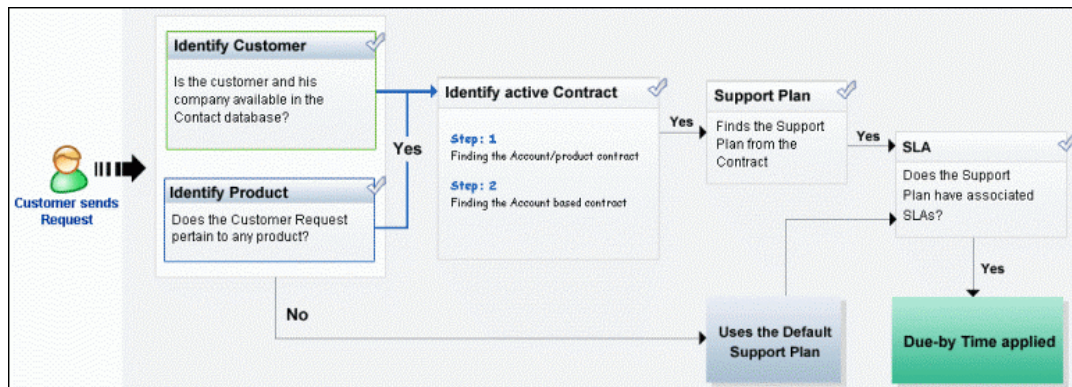 Customer sends
Request
Identify Customer
Is the customer and his
company available in the
Contact database?
Identify Product
Does the Customer Request
pertain to any product?
Yes
No
Identify active Contract
Step: 1
Finding the Account/product contract
Step: 2
Finding the Account based contract
Yes
Support Plan
Finds the Support
Plan from the
Contract
Yes
SLA
Does the Support
Plan have associated
SLAs?
Yes
Uses the Default
Support Plan
Due-by Time applied